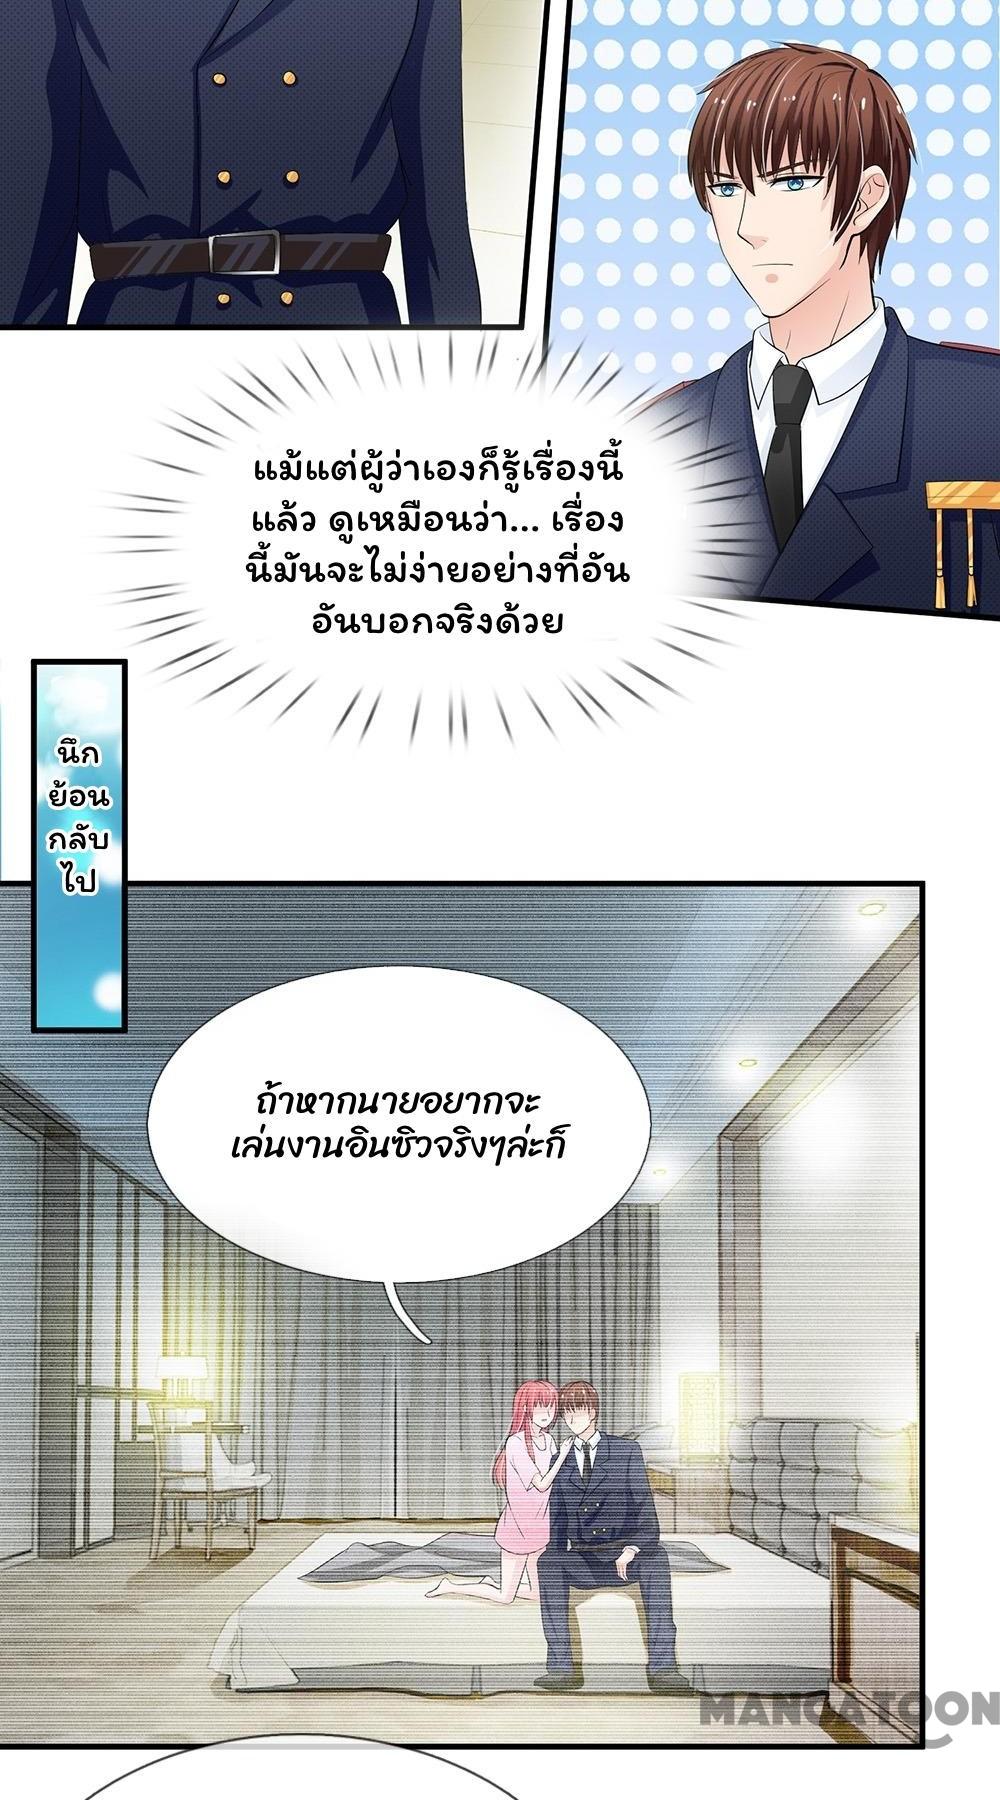 แม้แต่ผู้ว่าเองก็รู้เรื่องนี้
แล้ว ดูเหมือนว่า... เรื่อง
นี้มันจะไม่ง่ายอย่างที่อัน
อันบอกจริงด้วย
นึก
ย้อน
กลับ
ไป
ถ้าหากนายอยากจะ
เล่นงานอินซิวจริงๆล่ะก็
MANGATOON